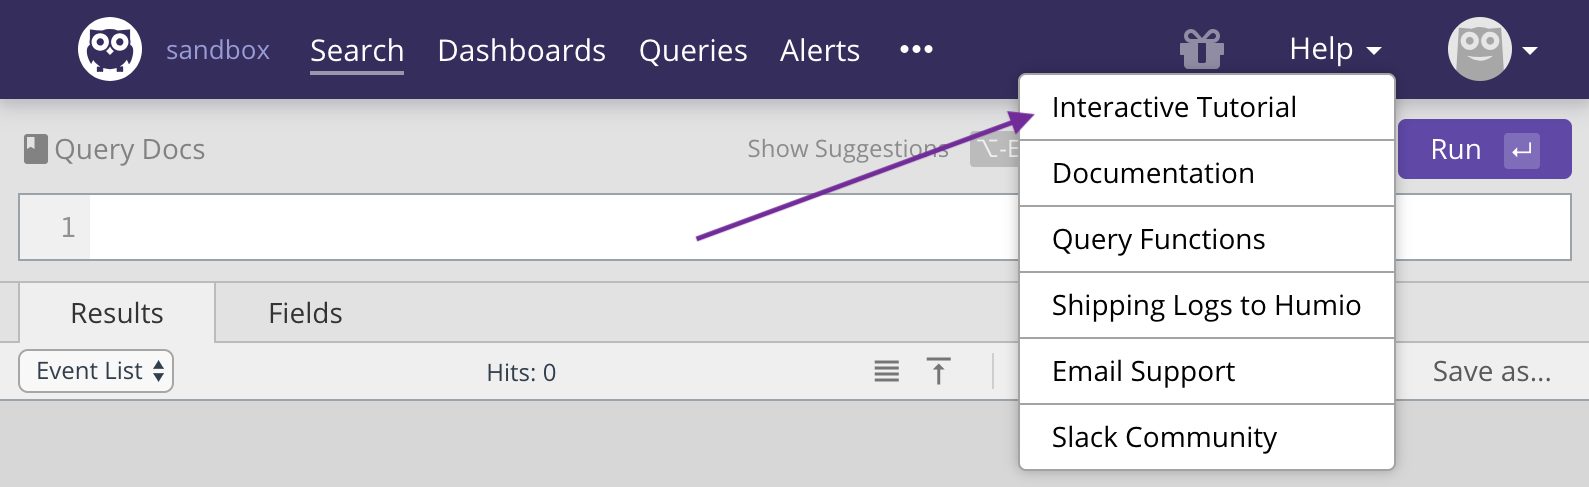 sandbox Search Dashboards Queries Alerts ••• Help
Interactive Tutorial
Query Docs Show Suggestions ⌥-E Run
Documentation
1
Query Functions
Results Fields
Shipping Logs to Humio
Event List Hits: 0 Save as...
Email Support
Slack Community